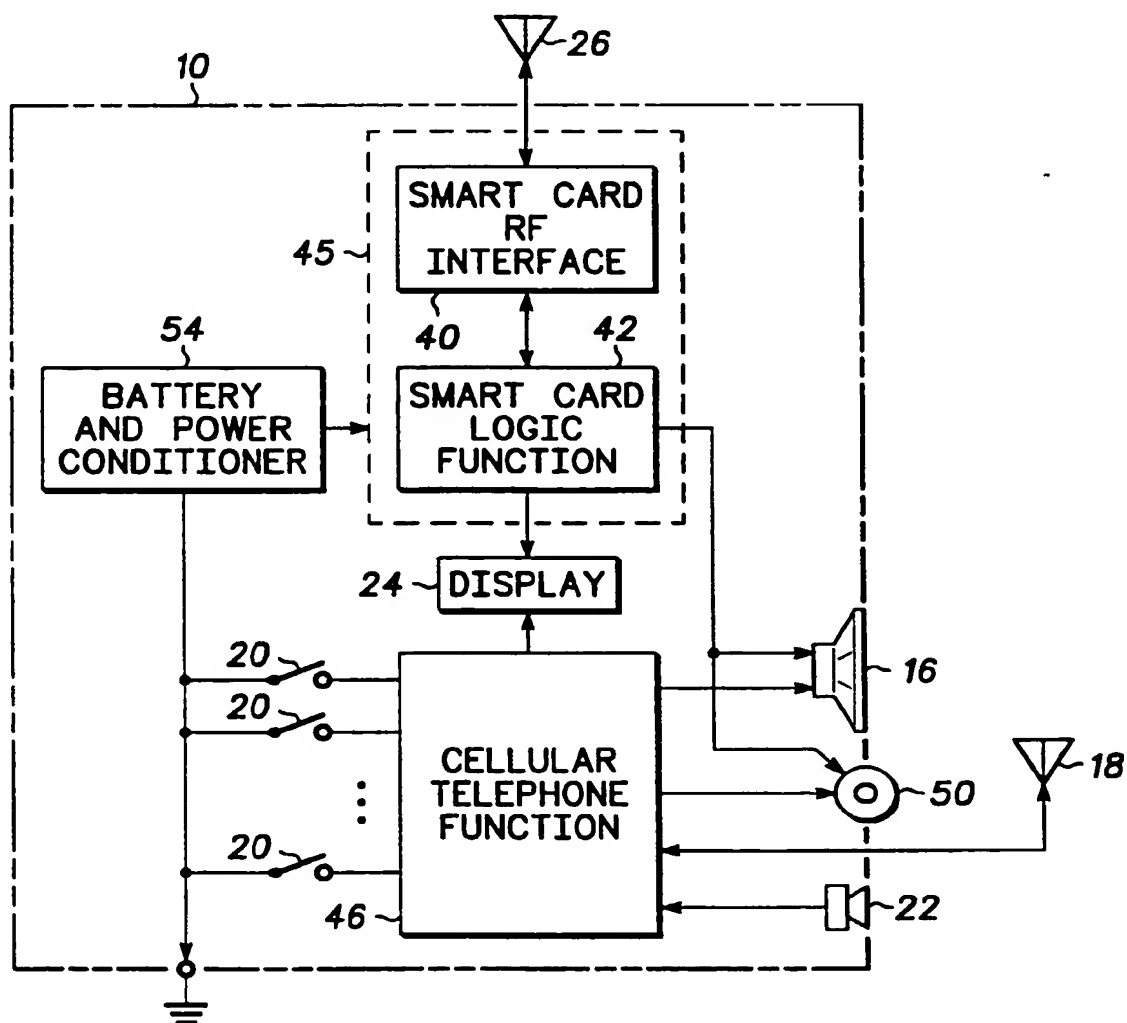 26
10
SMART CARD
RF
INTERFACE
45
40
42
54
BATTERY
AND POWER
CONDITIONER
SMART CARD
LOGIC
FUNCTION
24
DISPLAY
20
16
20
CELLULAR
TELEPHONE
FUNCTION
18
50
20
46
22